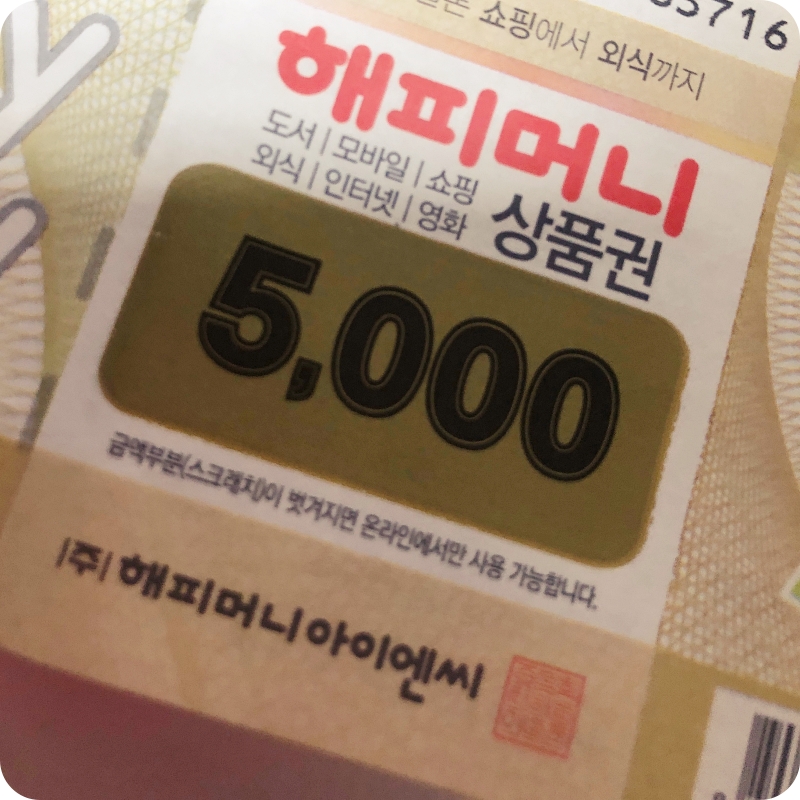 쇼핑에서 외식까지
5716
해피머니
도서 | 모바일 | 쇼핑
외식 | 인터넷 | 영화
상품권
5,000
금액부분(스크래치)이 벗겨지면 온라인에서만 사용 가능합니다.
|주| 해피머니아이엔씨